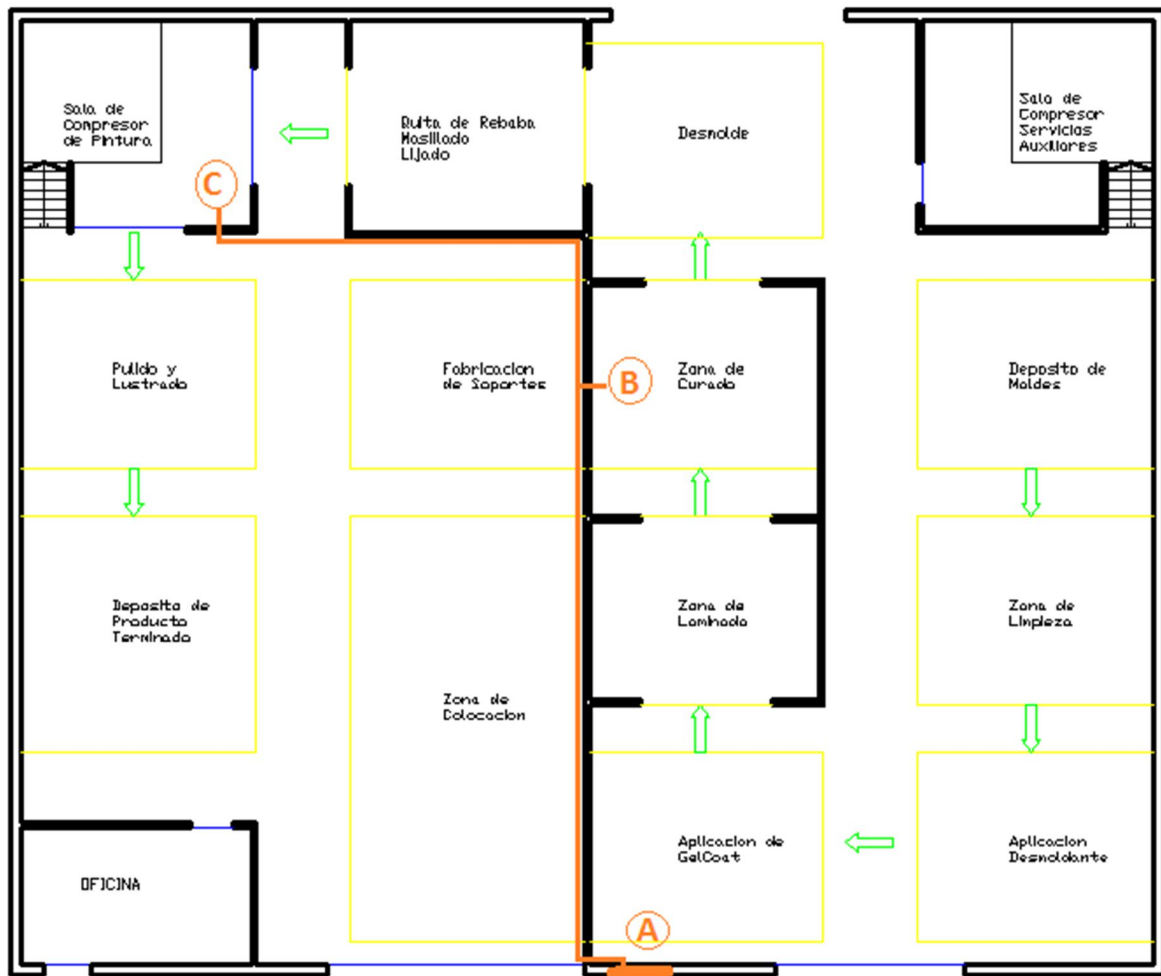 Sala de
Compresor
de Pintura
Quita de Rebaba
Masillado
Lijado
Desmolde
Sala de
Compresor
Servicias
Auxiliares
C
Pulido y
Lustrado
Fabricacion
de Soportes
B
Zona de
Curado
Deposito de
Moldes
Deposito de
Producto
Terminado
Zona de
Laminado
Zona de
Limpieza
Zona de
Colocacion
Aplicacion de
GelCoat
Aplicacion
Desmoldante
OFICINA
A